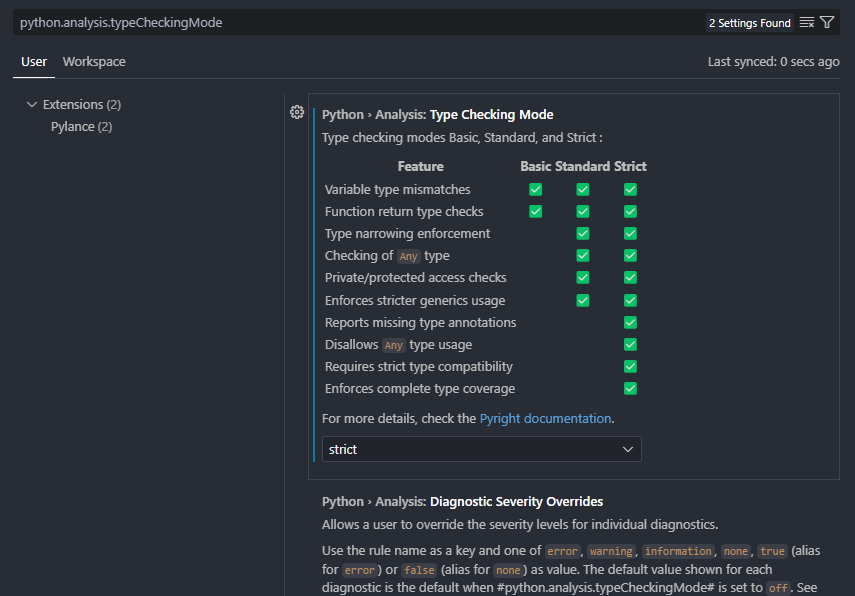 python.analysis.typeCheckingMode
2 Settings Found
User Workspace
Last synced: 0 secs ago
Extensions (2)
Pylance (2)
Python › Analysis: Type Checking Mode
Type checking modes Basic, Standard, and Strict :
Feature Basic Standard Strict
Variable type mismatches ✅ ✅ ✅
Function return type checks ✅ ✅ ✅
Type narrowing enforcement ✅ ✅
Checking of Any type ✅ ✅
Private/protected access checks ✅ ✅
Enforces stricter generics usage ✅ ✅
Reports missing type annotations ✅
Disallows Any type usage ✅
Requires strict type compatibility ✅
Enforces complete type coverage ✅
For more details, check the Pyright documentation.
strict
Python › Analysis: Diagnostic Severity Overrides
Allows a user to override the severity levels for individual diagnostics.
Use the rule name as a key and one of error, warning, information, none, true (alias
for error) or false (alias for none) as value. The default value shown for each
diagnostic is the default when #python.analysis.typeCheckingMode# is set to off. See